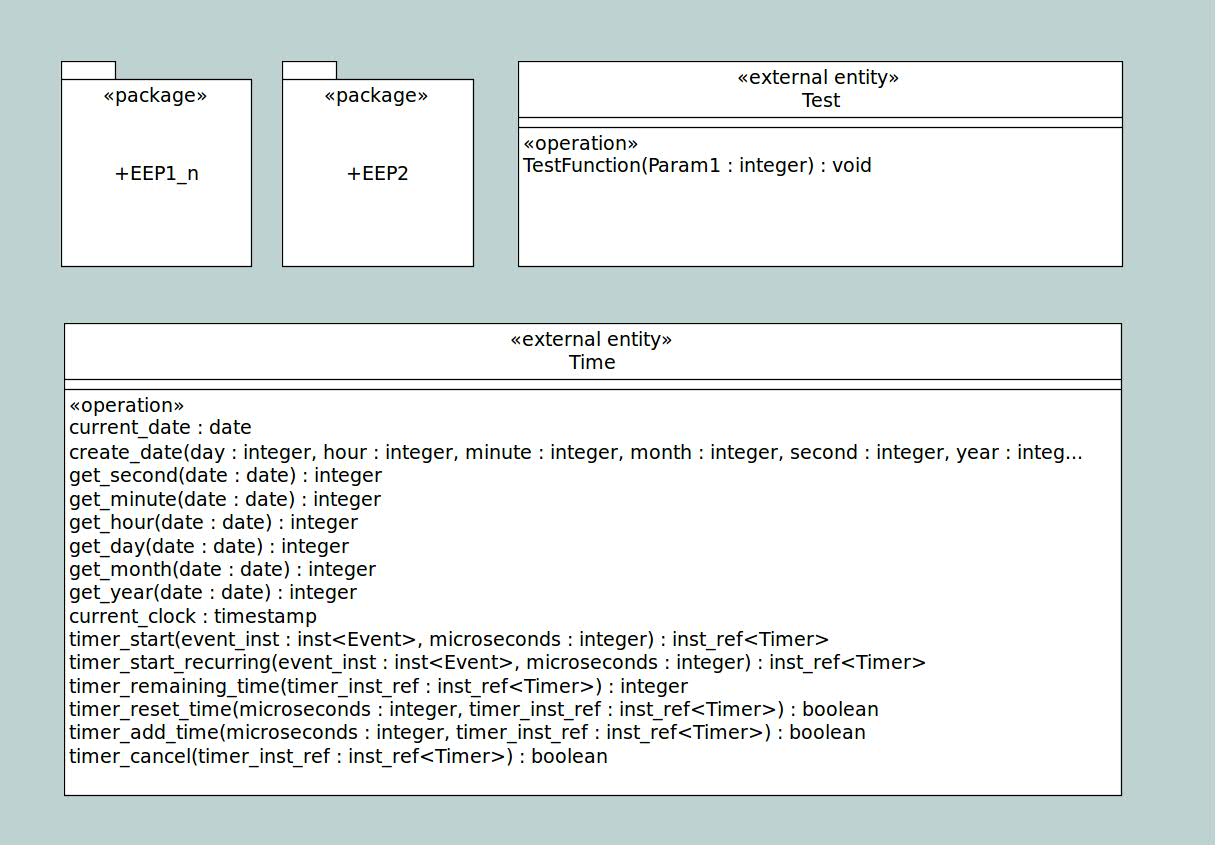 «package»
+EEP1_n
«package»
+EEP2
«external entity»
Test
«operation»
TestFunction(Param1 : integer) : void
«external entity»
Time
«operation»
current_date : date
create_date(day : integer, hour : integer, minute : integer, month : integer, second : integer, year : integ...
get_second(date : date) : integer
get_minute(date : date) : integer
get_hour(date : date) : integer
get_day(date : date) : integer
get_month(date : date) : integer
get_year(date : date) : integer
current_clock : timestamp
timer_start(event_inst : inst<Event>, microseconds : integer) : inst_ref<Timer>
timer_start_recurring(event_inst : inst<Event>, microseconds : integer) : inst_ref<Timer>
timer_remaining_time(timer_inst_ref : inst_ref<Timer>) : integer
timer_reset_time(microseconds : integer, timer_inst_ref : inst_ref<Timer>) : boolean
timer_add_time(microseconds : integer, timer_inst_ref : inst_ref<Timer>) : boolean
timer_cancel(timer_inst_ref : inst_ref<Timer>) : boolean